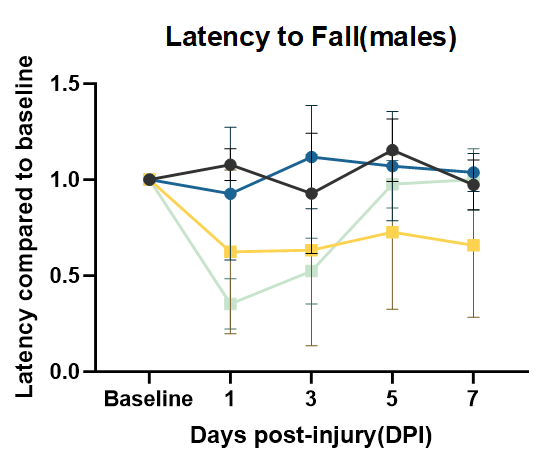 Latency to Fall(males)
Latency compared to baseline
1.5
1.0
0.5
0.0
Baseline 1 3 5 7
Days post-injury(DPI)